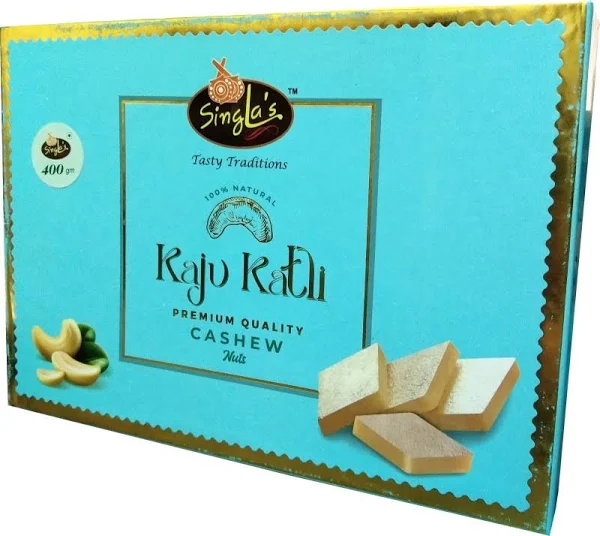 Singla's
TM
Tasty Traditions
Singla's
400 gm
100% NATURAL
Kaju Katli
PREMIUM QUALITY
CASHEW
Nuts